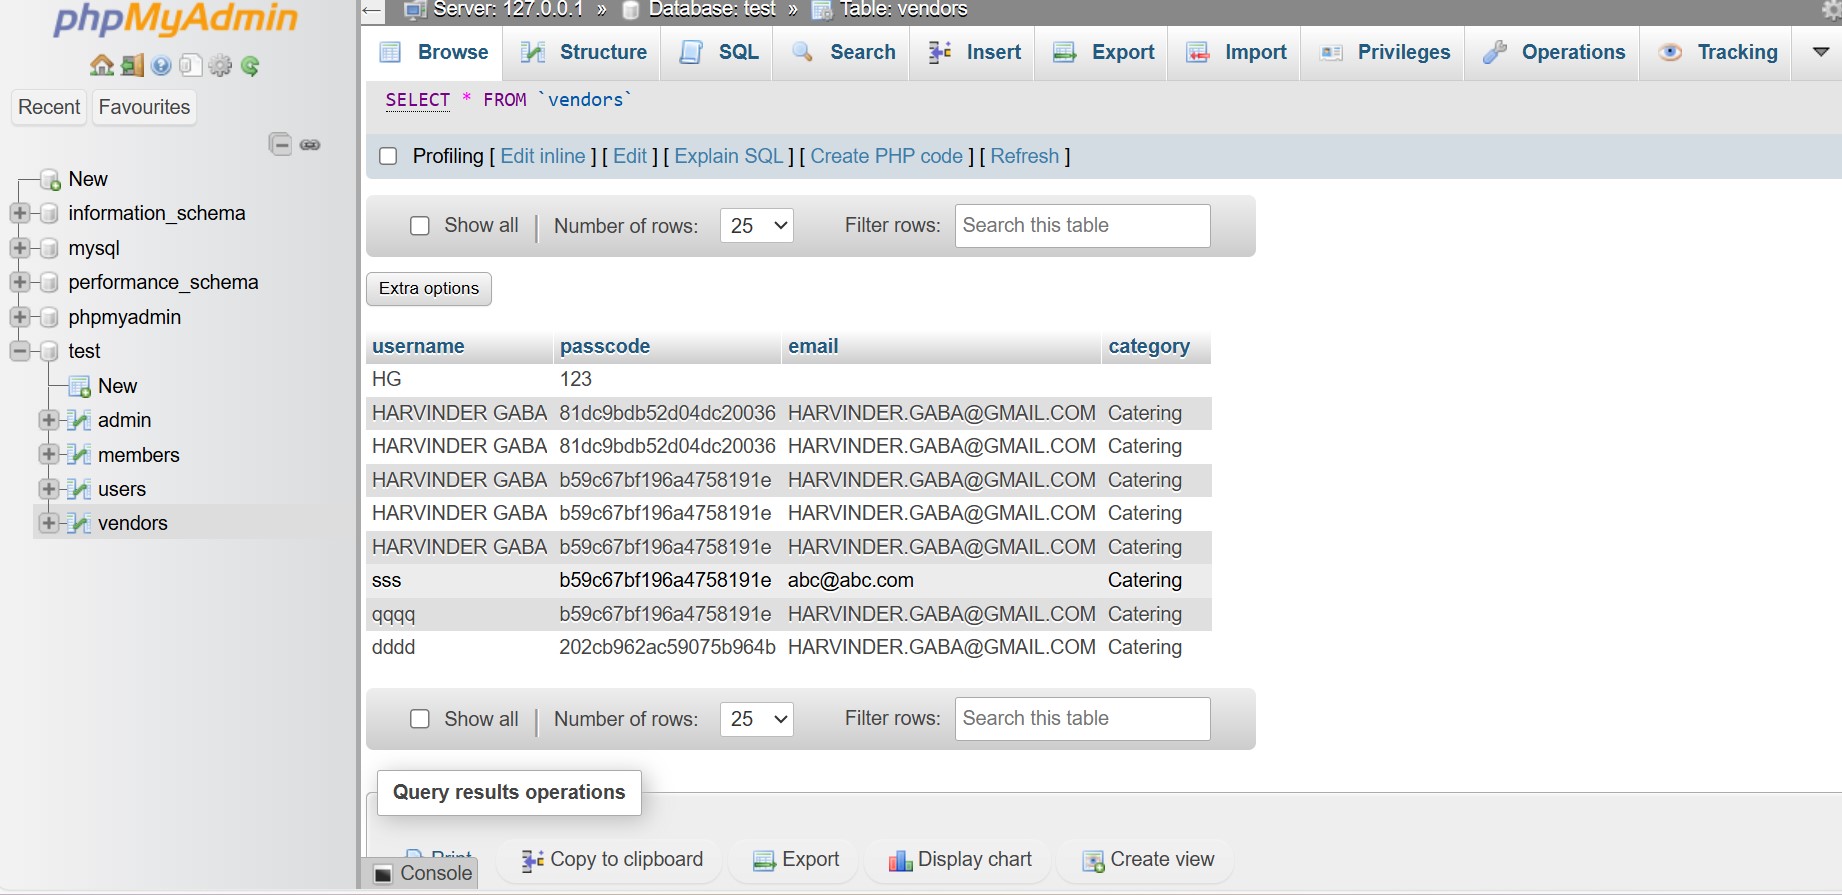 phpMyAdmin
Recent Favourites
New
information_schema
mysql
performance_schema
phpmyadmin
test
New
admin
members
users
vendors
Server: 127.0.0.1 » Database: test » Table: vendors
Browse Structure SQL Search Insert Export Import Privileges Operations Tracking
SELECT * FROM `vendors`
Profiling [ Edit inline ] [ Edit ] [ Explain SQL ] [ Create PHP code ] [ Refresh ]
Show all | Number of rows: 25 Filter rows: Search this table
Extra options
username passcode email category
HG 123
HARVINDER GABA 81dc9bdb52d04dc20036 HARVINDER.GABA@GMAIL.COM Catering
HARVINDER GABA 81dc9bdb52d04dc20036 HARVINDER.GABA@GMAIL.COM Catering
HARVINDER GABA b59c67bf196a4758191e HARVINDER.GABA@GMAIL.COM Catering
HARVINDER GABA b59c67bf196a4758191e HARVINDER.GABA@GMAIL.COM Catering
HARVINDER GABA b59c67bf196a4758191e HARVINDER.GABA@GMAIL.COM Catering
sss b59c67bf196a4758191e abc@abc.com Catering
qqqq b59c67bf196a4758191e HARVINDER.GABA@GMAIL.COM Catering
dddd 202cb962ac59075b964b HARVINDER.GABA@GMAIL.COM Catering
Show all | Number of rows: 25 Filter rows: Search this table
Query results operations
Print Copy to clipboard Export Display chart Create view
Console